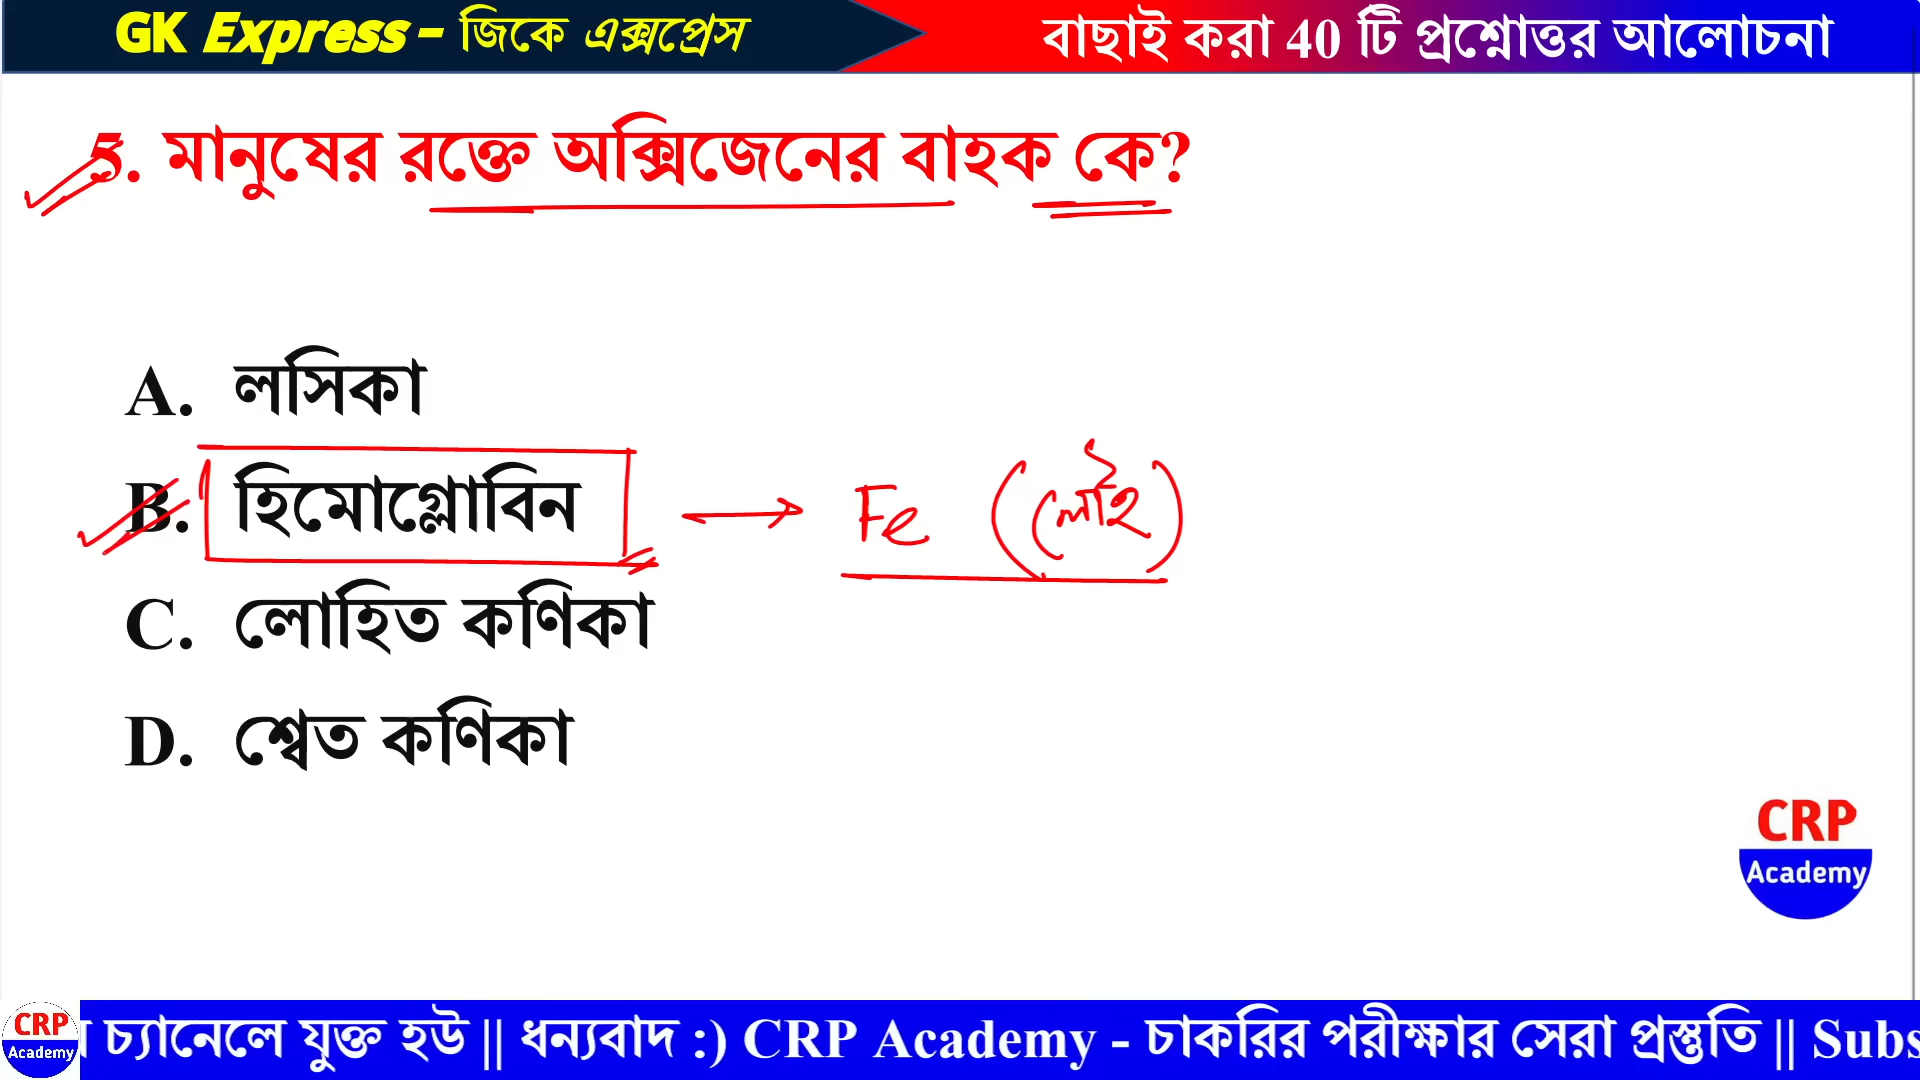 GK Express – জিকে এক্সপ্রেস
বাছাই করা 40 টি প্রশ্নোত্তর আলোচনা
5. মানুষের রক্তে অক্সিজেনের বাহক কে?
A. লসিকা
B. হিমোগ্লোবিন → Fe (লৌহ)
C. লোহিত কণিকা
D. শ্বেত কণিকা
CRP
Academy
CRP
Academy
চ্যানেলে যুক্ত হউ || ধন্যবাদ :) CRP Academy - চাকরির পরীক্ষার সেরা প্রস্তুতি || Subs